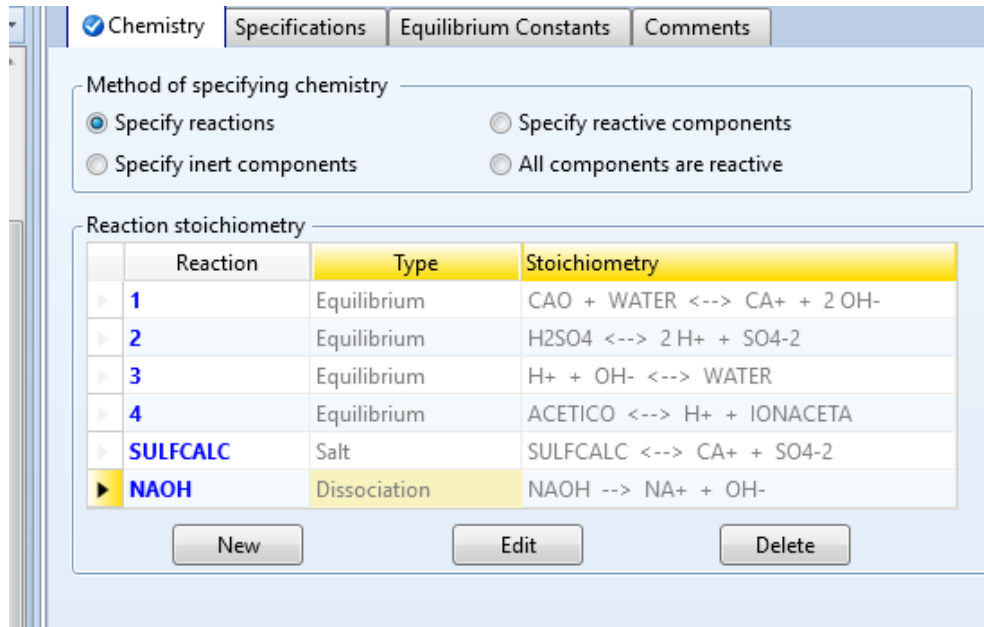 Chemistry Specifications Equilibrium Constants Comments
Method of specifying chemistry
Specify reactions Specify reactive components
Specify inert components All components are reactive
Reaction stoichiometry
Reaction Type Stoichiometry
1 Equilibrium CAO + WATER <--> CA+ + 2 OH-
2 Equilibrium H2SO4 <--> 2 H+ + SO4-2
3 Equilibrium H+ + OH- <--> WATER
4 Equilibrium ACETICO <--> H+ + IONACETA
SULFCALC Salt SULFCALC <--> CA+ + SO4-2
NAOH Dissociation NAOH --> NA+ + OH-
New Edit Delete